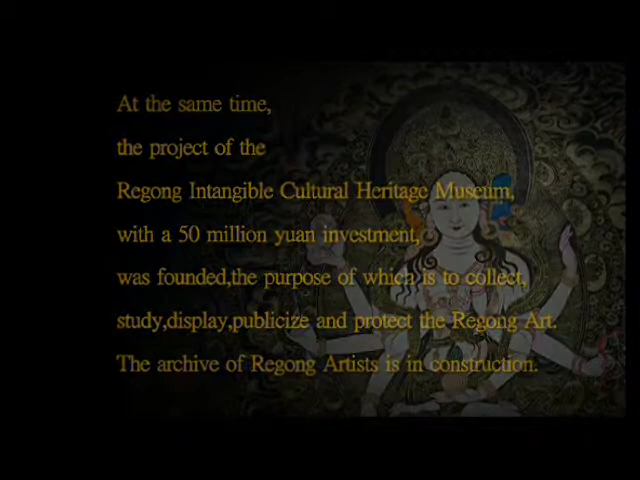 At the same time,
the project of the
Regong Intangible Cultural Heritage Museum,
with a 50 million yuan investment,
was founded,the purpose of which is to collect,
study,display,publicize and protect the Regong Art.
The archive of Regong Artists is in construction.